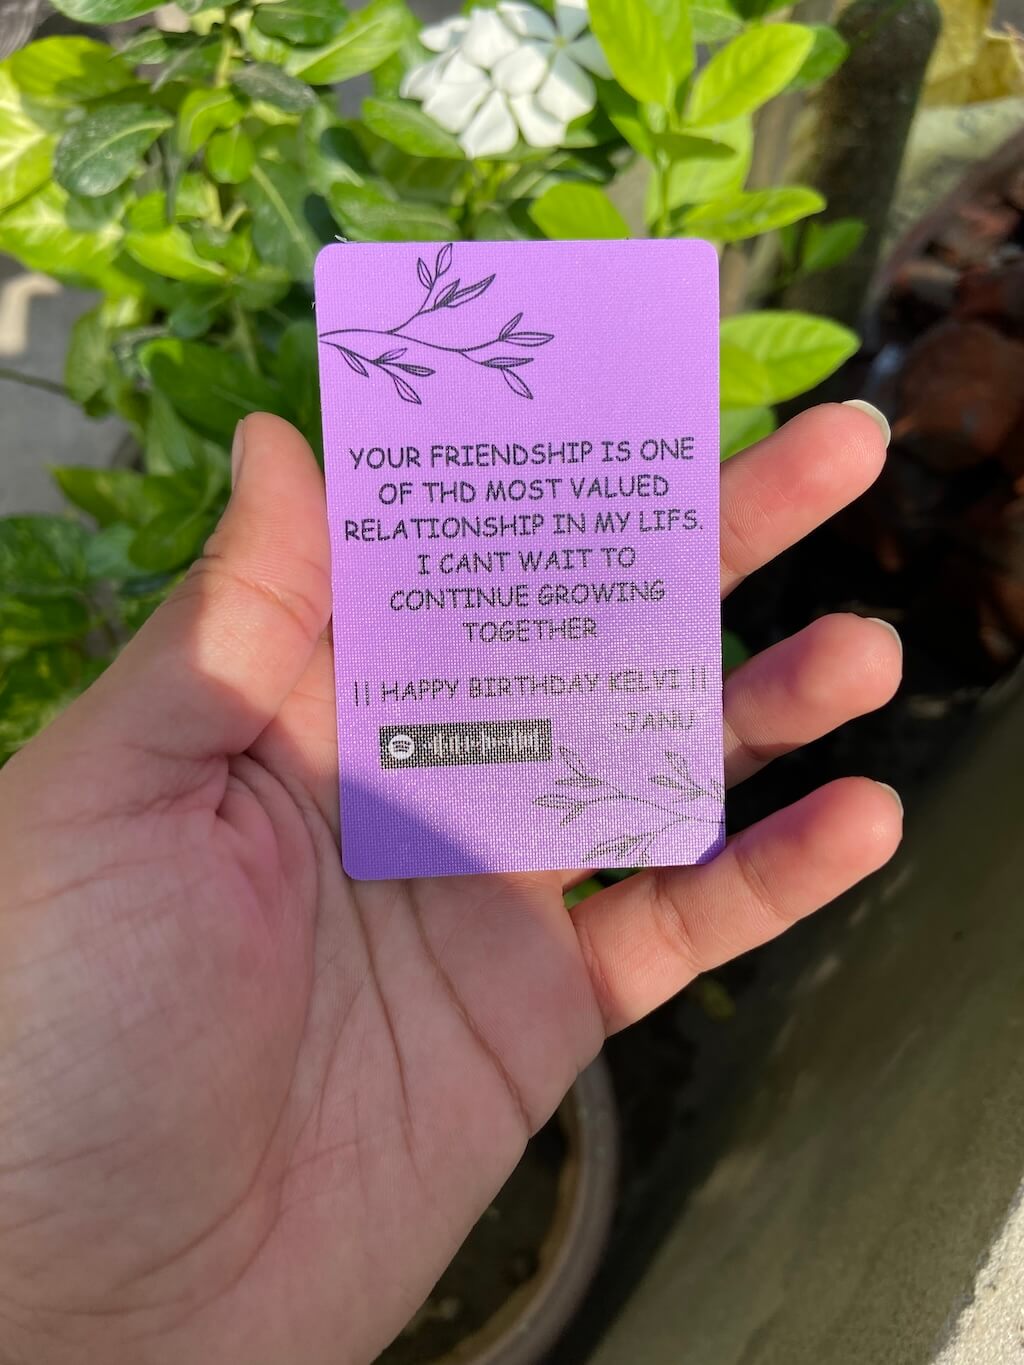 YOUR FRIENDSHIP IS ONE
OF THD MOST VALUED
RELATIONSHIP IN MY LIFS.
I CANT WAIT TO
CONTINUE GROWING
TOGETHER
|| HAPPY BIRTHDAY KELVI ||
-JANU